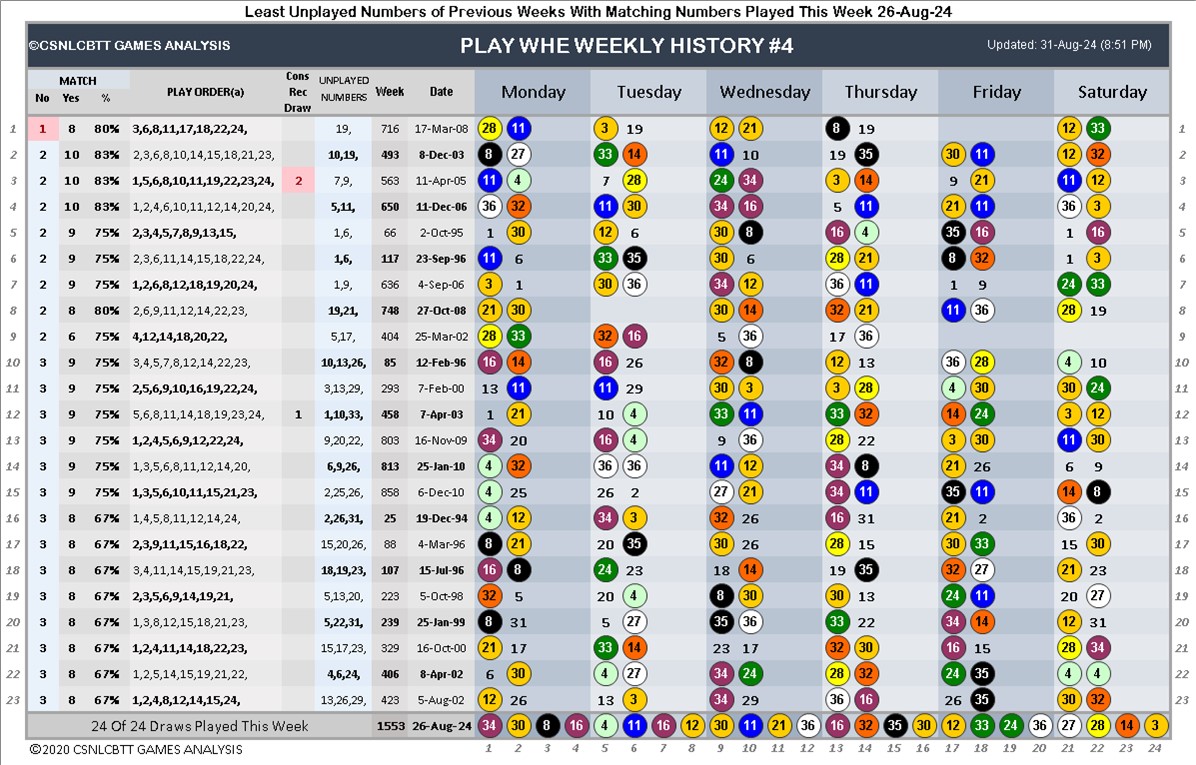 Least Unplayed Numbers of Previous Weeks With Matching Numbers Played This Week 26-Aug-24
©CSNLCBTT GAMES ANALYSIS PLAY WHE WEEKLY HISTORY #4 Updated: 31-Aug-24 (8:51 PM)
MATCH PLAY ORDER(a) Cons Rec Draw UNPLAYED NUMBERS Week Date Monday Tuesday Wednesday Thursday Friday Saturday
No Yes %
1 1 8 80% 3,6,8,11,17,18,22,24, 19, 716 17-Mar-08 28 11 3 19 12 21 8 19 12 33 1
2 2 10 83% 2,3,6,8,10,14,15,18,21,23, 10,19, 493 8-Dec-03 8 27 33 14 11 10 19 35 30 11 12 32 2
3 2 10 83% 1,5,6,8,10,11,19,22,23,24, 2 7,9, 563 11-Apr-05 11 4 7 28 24 34 3 14 9 21 11 12 3
4 2 10 83% 1,2,4,6,10,11,12,14,20,24, 5,11, 650 11-Dec-06 36 32 11 30 34 16 5 11 21 11 36 3 4
5 2 9 75% 2,3,4,5,7,8,9,13,15, 1,6, 66 2-Oct-95 1 30 12 6 30 8 16 4 35 16 1 16 5
6 2 9 75% 2,3,6,11,14,15,18,22,24, 1,6, 117 23-Sep-96 11 6 33 35 30 6 28 21 8 32 1 3 6
7 2 9 75% 1,2,6,8,12,18,19,20,24, 1,9, 636 4-Sep-06 3 1 30 36 34 12 36 11 1 9 24 33 7
8 2 8 80% 2,6,9,11,12,14,22,23, 19,21, 748 27-Oct-08 21 30 30 14 32 21 11 36 28 19 8
9 2 6 75% 4,12,14,18,20,22, 5,17, 404 25-Mar-02 28 33 32 16 5 36 17 36 9
10 3 9 75% 3,4,5,7,8,12,14,22,23, 10,13,26, 85 12-Feb-96 16 14 16 26 32 8 12 13 36 28 4 10 10
11 3 9 75% 2,5,6,9,10,16,19,22,24, 3,13,29, 293 7-Feb-00 13 11 11 29 30 3 3 28 4 30 30 24 11
12 3 9 75% 5,6,8,11,14,18,19,23,24, 1 1,10,33, 458 7-Apr-03 1 21 10 4 33 11 33 32 14 24 3 12 12
13 3 9 75% 1,2,4,5,6,9,12,22,24, 9,20,22, 803 16-Nov-09 34 20 16 4 9 36 28 22 3 30 11 30 13
14 3 9 75% 1,3,5,6,8,11,12,14,20, 6,9,26, 813 25-Jan-10 4 32 36 36 11 12 34 8 21 26 6 9 14
15 3 9 75% 1,3,5,6,10,11,15,21,23, 2,25,26, 858 6-Dec-10 4 25 26 2 27 21 34 11 35 11 14 8 15
16 3 8 67% 1,4,5,8,11,12,14,24, 2,26,31, 25 19-Dec-94 4 12 34 3 32 26 16 31 21 2 36 2 16
17 3 8 67% 2,3,9,11,15,16,18,22, 15,20,26, 88 4-Mar-96 8 21 20 35 30 26 28 15 30 33 15 30 17
18 3 8 67% 3,4,11,14,15,19,21,23, 18,19,23, 107 15-Jul-96 16 8 24 23 18 14 19 35 32 27 21 23 18
19 3 8 67% 2,3,5,6,9,14,19,21, 5,13,20, 223 5-Oct-98 32 5 20 4 8 30 30 13 24 11 20 27 19
20 3 8 67% 1,3,8,12,15,18,21,23, 5,22,31, 239 25-Jan-99 8 31 5 27 35 36 33 22 34 14 12 31 20
21 3 8 67% 1,2,4,11,14,18,22,23, 15,17,23, 329 16-Oct-00 21 17 33 14 23 17 32 30 16 15 28 34 21
22 3 8 67% 1,2,5,14,15,19,21,22, 4,6,24, 406 8-Apr-02 6 30 4 27 34 24 28 32 24 35 4 4 22
23 3 8 67% 1,2,4,8,12,14,15,24, 13,26,29, 423 5-Aug-02 12 26 13 3 34 29 36 16 26 35 30 32 23
24 Of 24 Draws Played This Week 1553 26-Aug-24 34 30 8 16 4 11 16 12 30 11 21 36 16 32 35 30 12 33 24 36 27 28 14 3
©2020 CSNLCBTT GAMES ANALYSIS 1 2 3 4 5 6 7 8 9 10 11 12 13 14 15 16 17 18 19 20 21 22 23 24